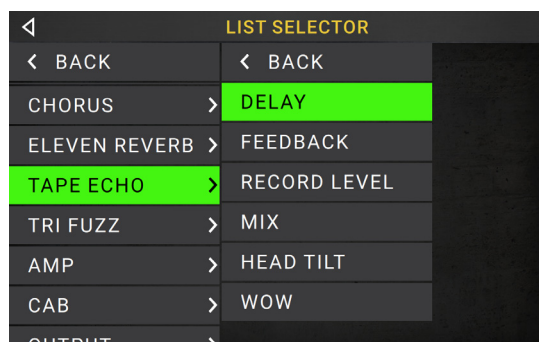 LIST SELECTOR
BACK
CHORUS
ELEVEN REVERB
TAPE ECHO
TRI FUZZ
AMP
CAB
OUTPUT
BACK
DELAY
FEEDBACK
RECORD LEVEL
MIX
HEAD TILT
WOW